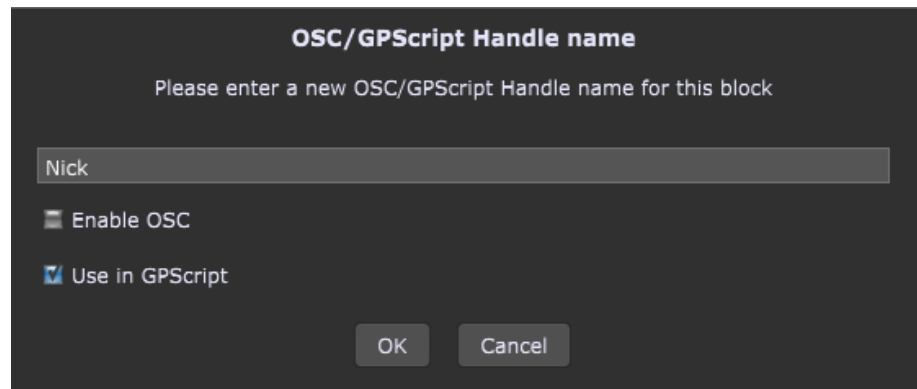 OSC/GPScript Handle name
Please enter a new OSC/GPScript Handle name for this block
Nick
Enable OSC
Use in GPScript
OK Cancel